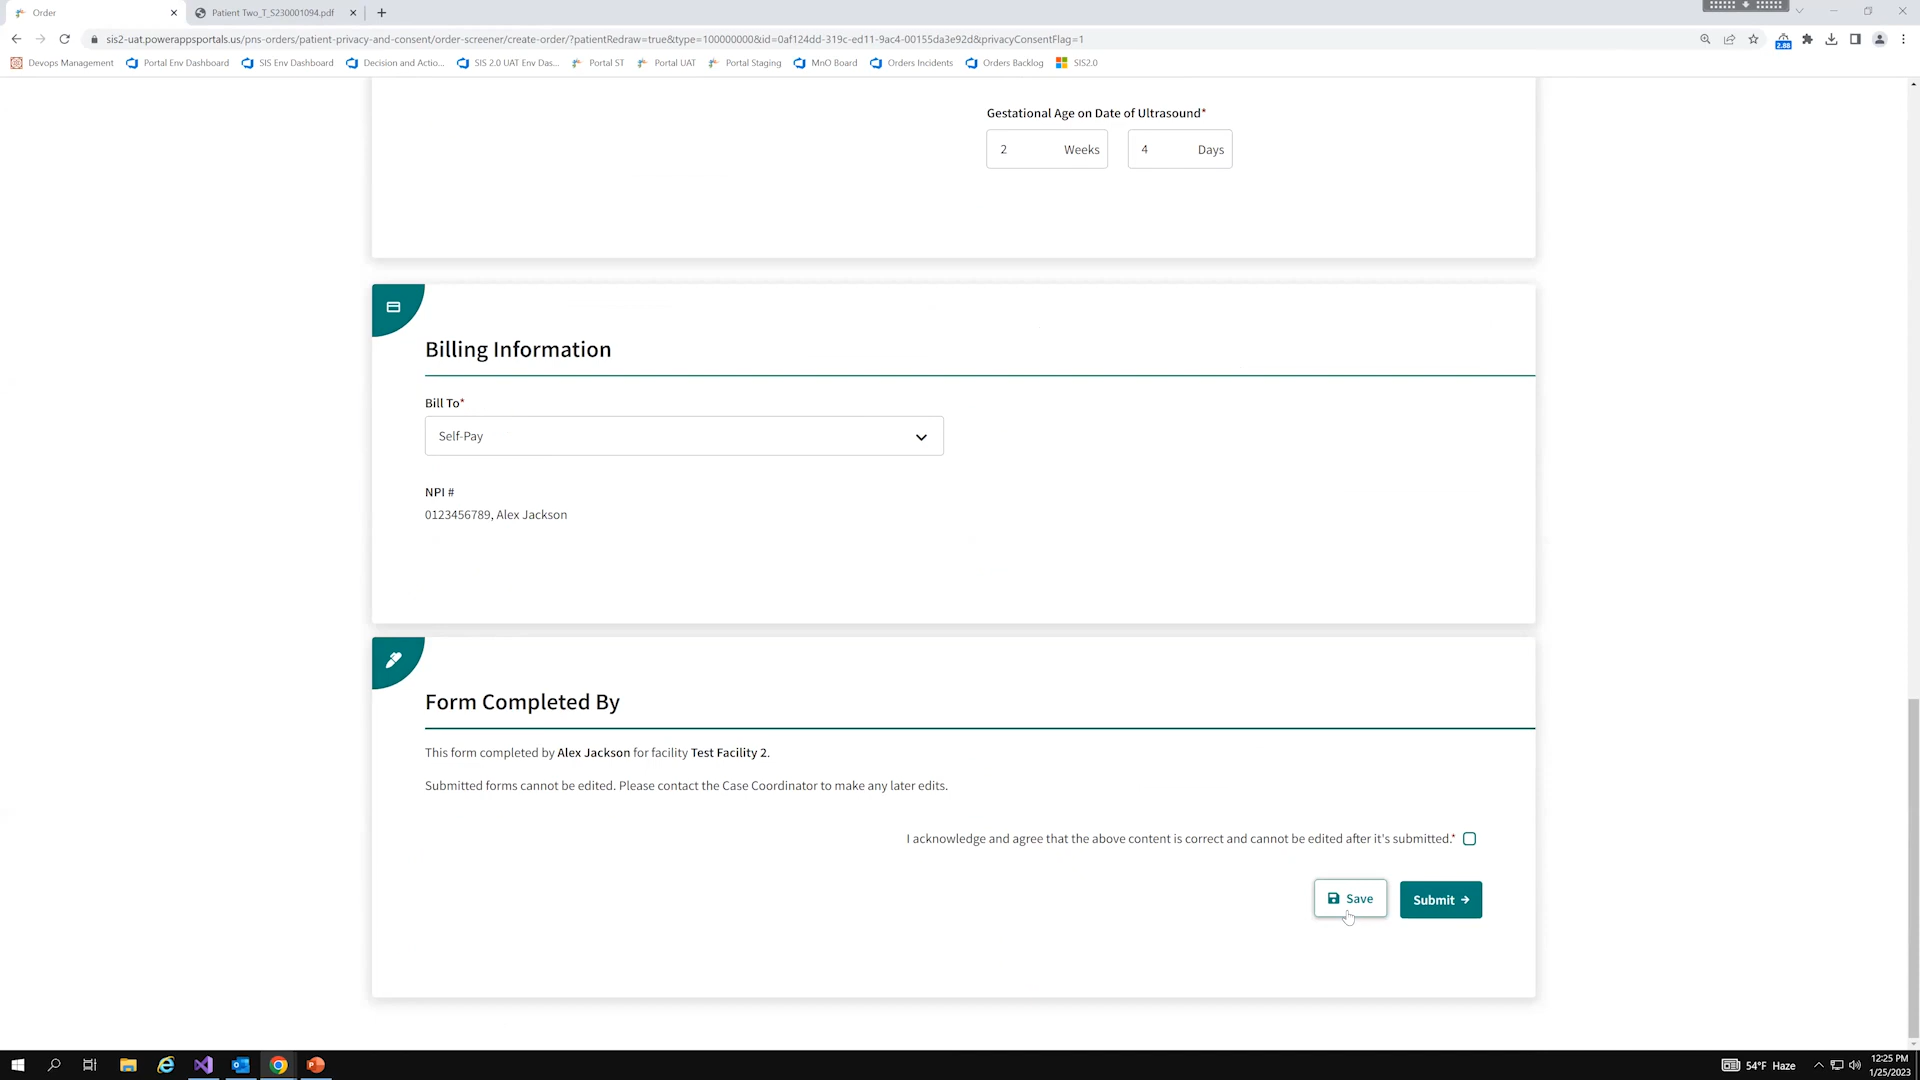 Order
Patient Two_T_S230001094.pdf
sis2-uat.powerappsportals.us/pns-orders/patient-privacy-and-consent/order-screener/create-order/?patientRedraw=true&type=100000000&id=0af124dd-319c-ed11-9ac4-00155da3e92d&privacyConsentFlag=1
2.88
Devops Management Portal Env Dashboard SIS Env Dashboard Decision and Actio... SIS 2.0 UAT Env Das... Portal ST Portal UAT Portal Staging MnO Board Orders Incidents Orders Backlog SIS2.0
Gestational Age on Date of Ultrasound*
2 Weeks 4 Days
Billing Information
Bill To*
Self-Pay
NPI #
0123456789, Alex Jackson
Form Completed By
This form completed by Alex Jackson for facility Test Facility 2.
Submitted forms cannot be edited. Please contact the Case Coordinator to make any later edits.
I acknowledge and agree that the above content is correct and cannot be edited after it's submitted.*
Save Submit
54°F Haze
12:25 PM
1/25/2023